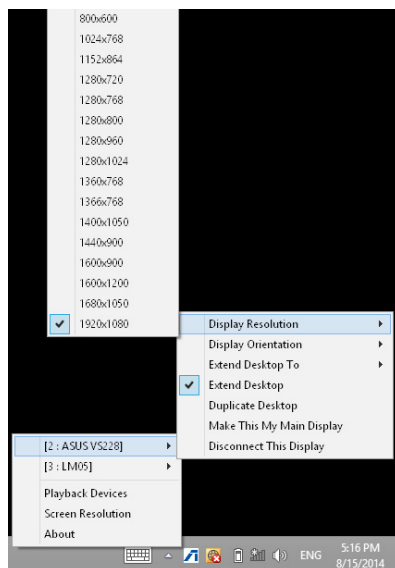 800x600
1024x768
1152x864
1280x720
1280x768
1280x800
1280x960
1280x1024
1360x768
1366x768
1400x1050
1440x900
1600x900
1600x1200
1680x1050
1920x1080
Display Resolution
Display Orientation
Extend Desktop To
Extend Desktop
Duplicate Desktop
Make This My Main Display
Disconnect This Display
[2 : ASUS VS228]
[3 : LM05]
Playback Devices
Screen Resolution
About
ENG
5:16 PM
8/15/2014